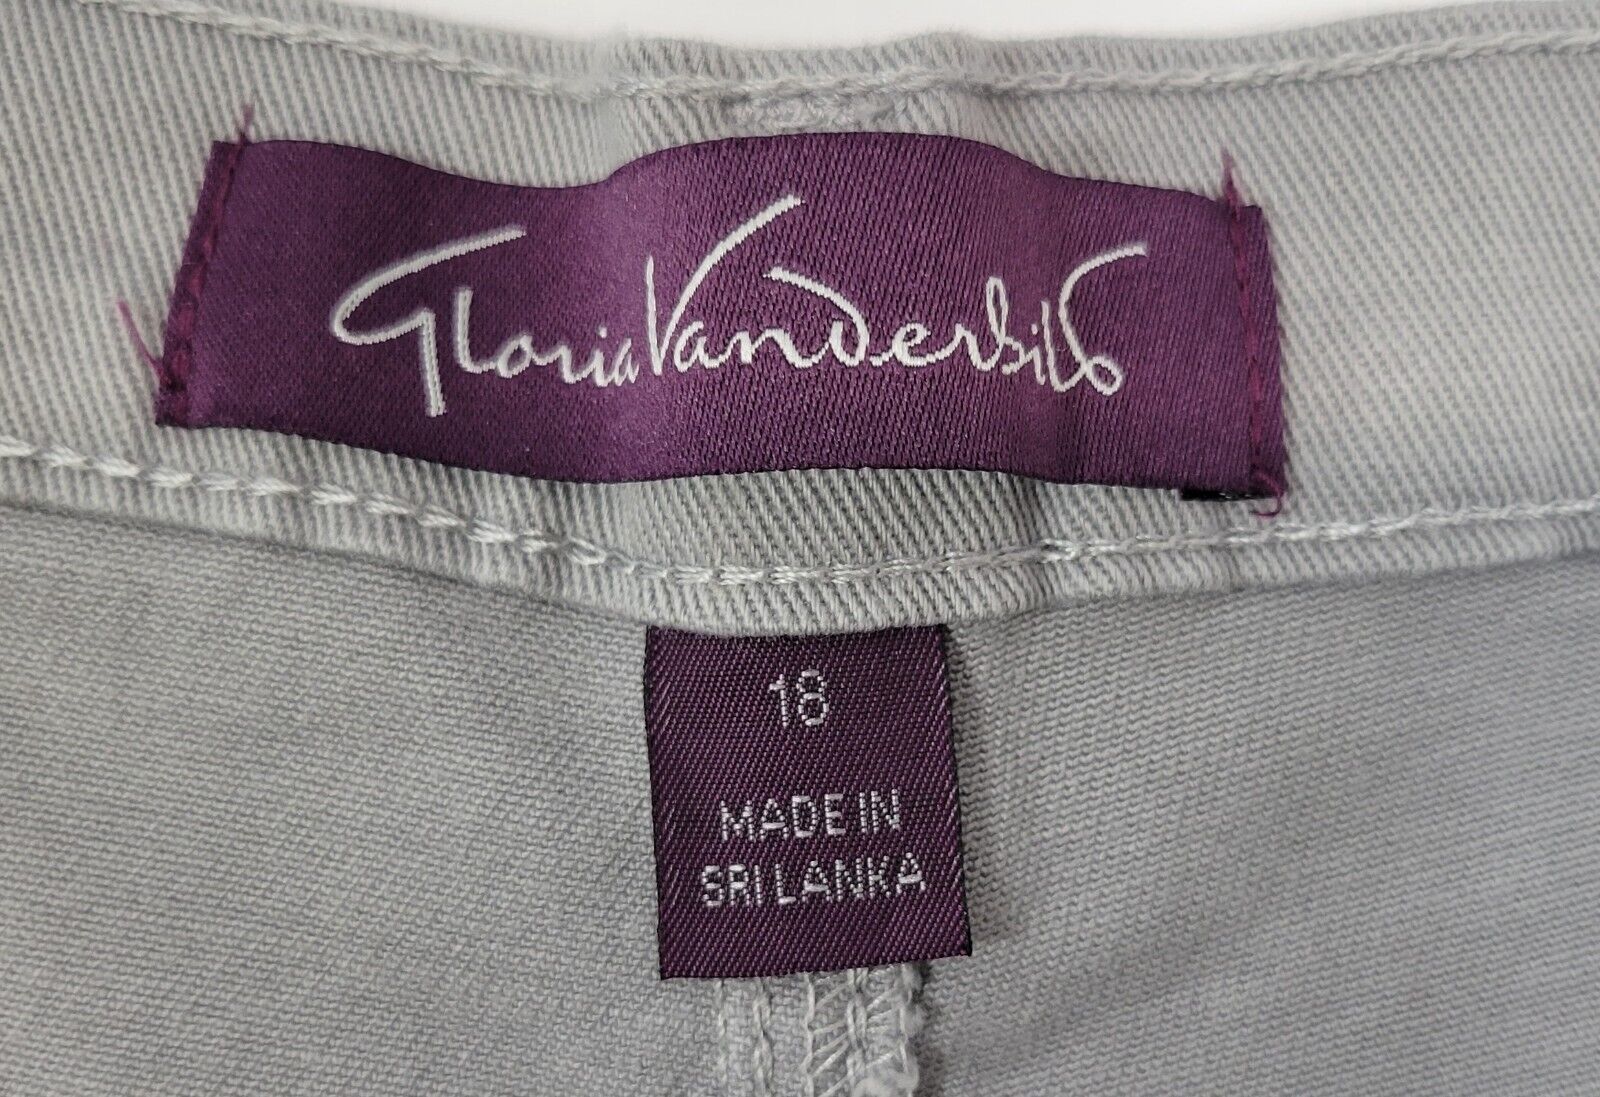 Gloria Vanderbilt
18
MADE IN
SRI LANKA